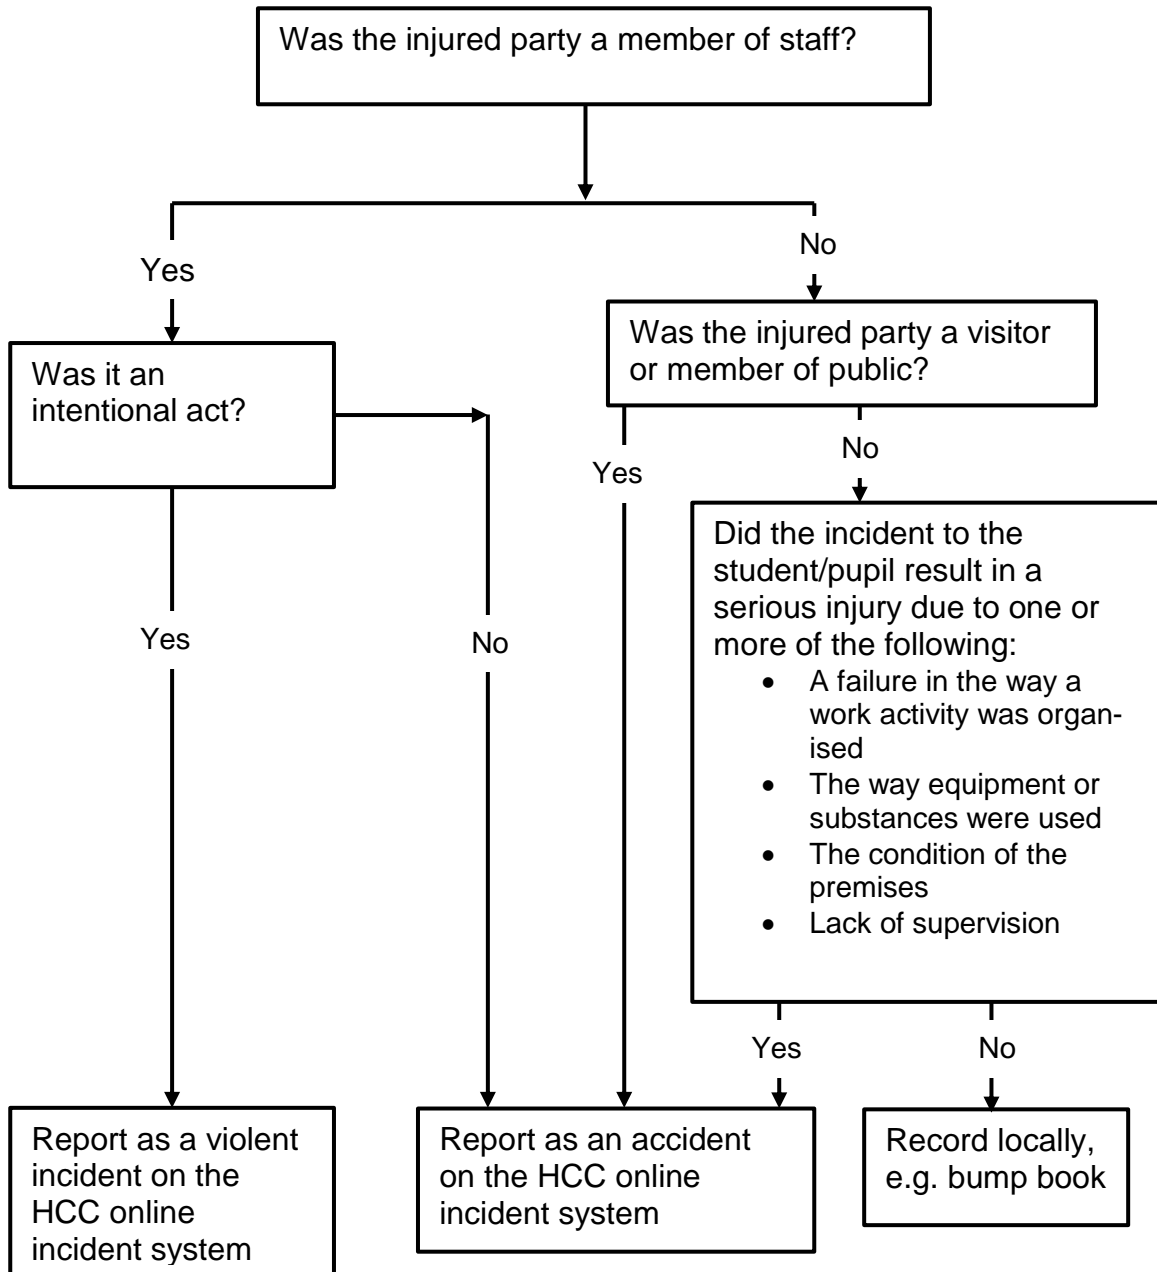 Was the injured party a member of staff?
Yes
No
Was it an
intentional act?
Was the injured party a visitor
or member of public?
Yes
No
Did the incident to the
student/pupil result in a
serious injury due to one or
more of the following:
• A failure in the way a
work activity was organ-
ised
• The way equipment or
substances were used
• The condition of the
premises
• Lack of supervision
Yes
No
Yes
No
Report as a violent
incident on the
HCC online
incident system
Report as an accident
on the HCC online
incident system
Record locally,
e.g. bump book